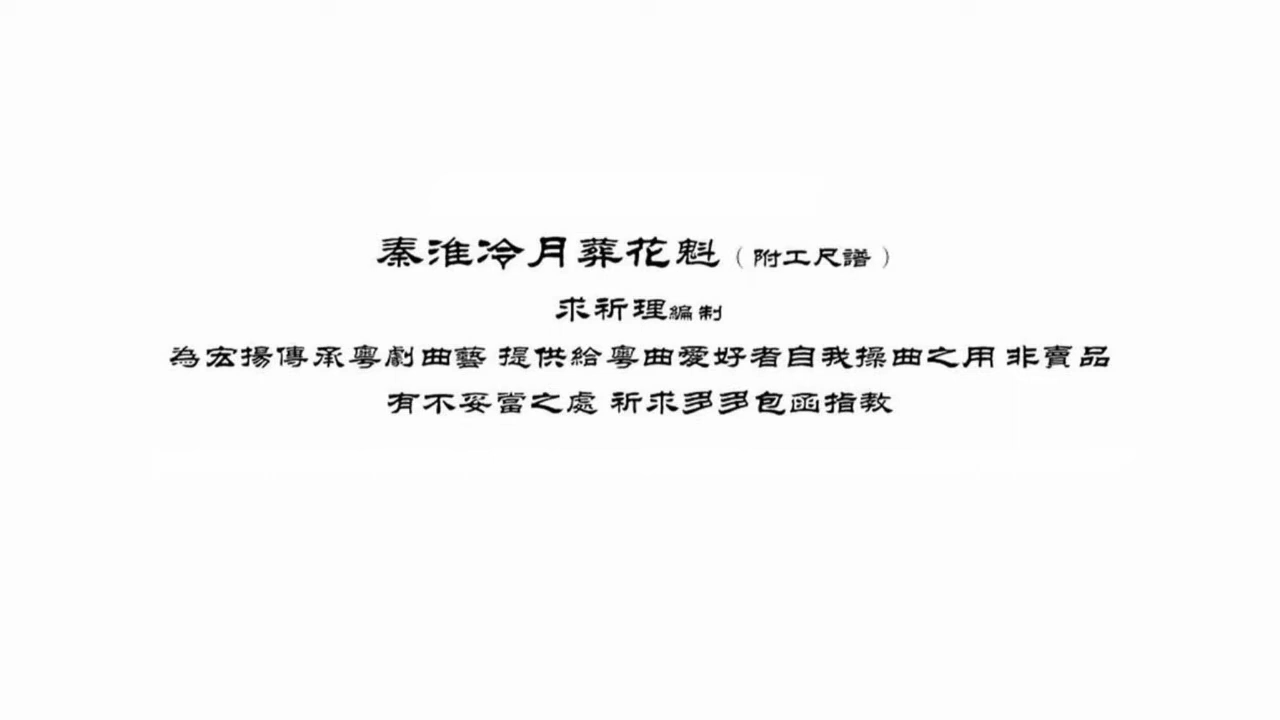 秦淮冷月葬花魁（附工尺譜）
求祈理編制
為宏揚傳承粵劇曲藝 提供給粵曲愛好者自我操曲之用 非賣品
有不妥當之處 祈求多多包函指教